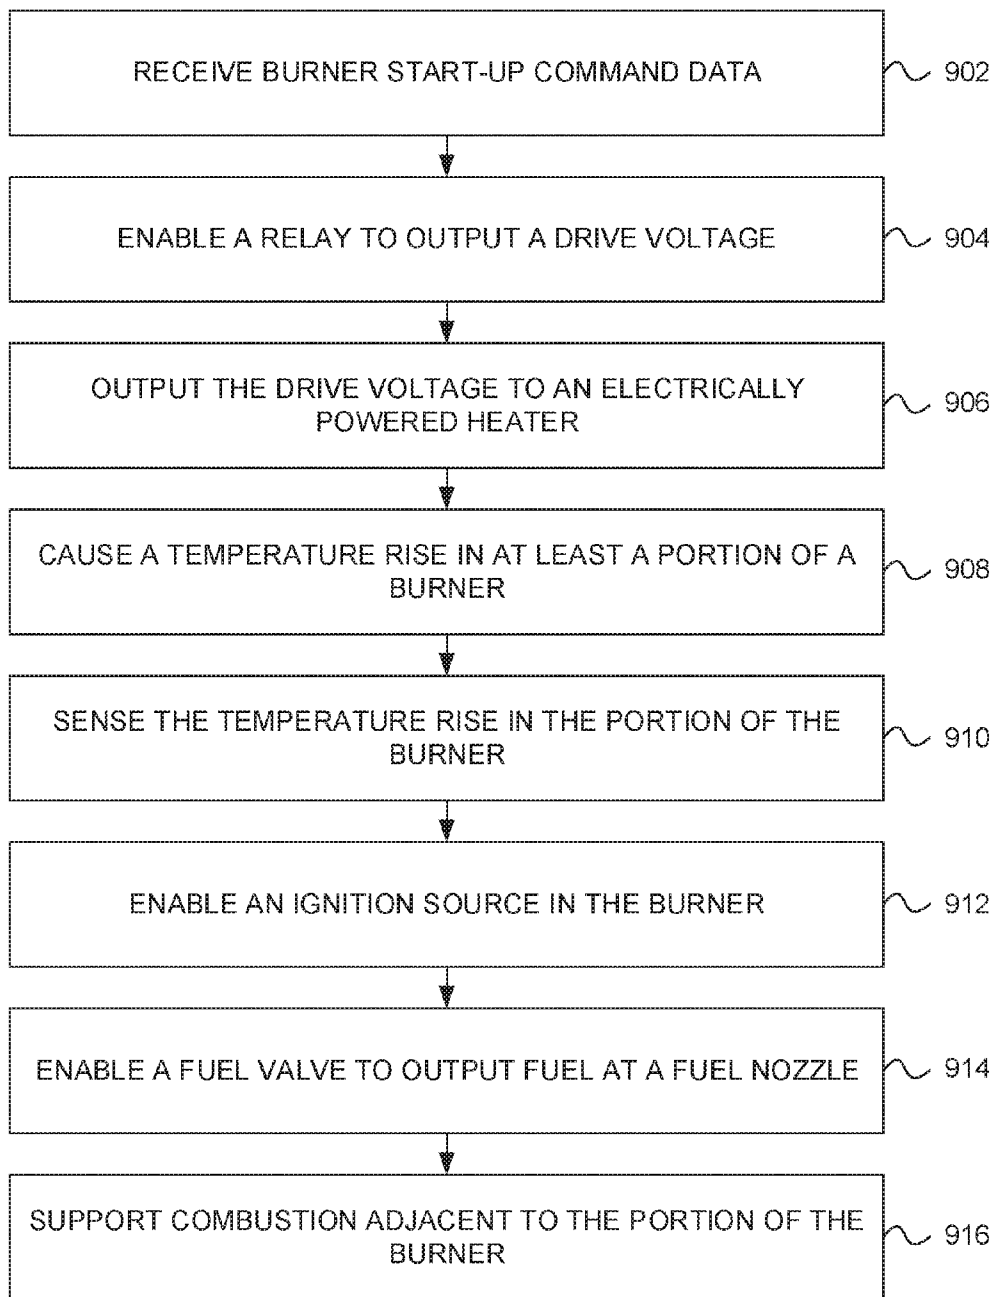 RECEIVE BURNER START-UP COMMAND DATA
902
ENABLE A RELAY TO OUTPUT A DRIVE VOLTAGE
904
OUTPUT THE DRIVE VOLTAGE TO AN ELECTRICALLY
POWERED HEATER
906
CAUSE A TEMPERATURE RISE IN AT LEAST A PORTION OF A
BURNER
908
SENSE THE TEMPERATURE RISE IN THE PORTION OF THE
BURNER
910
ENABLE AN IGNITION SOURCE IN THE BURNER
912
ENABLE A FUEL VALVE TO OUTPUT FUEL AT A FUEL NOZZLE
914
SUPPORT COMBUSTION ADJACENT TO THE PORTION OF THE
BURNER
916